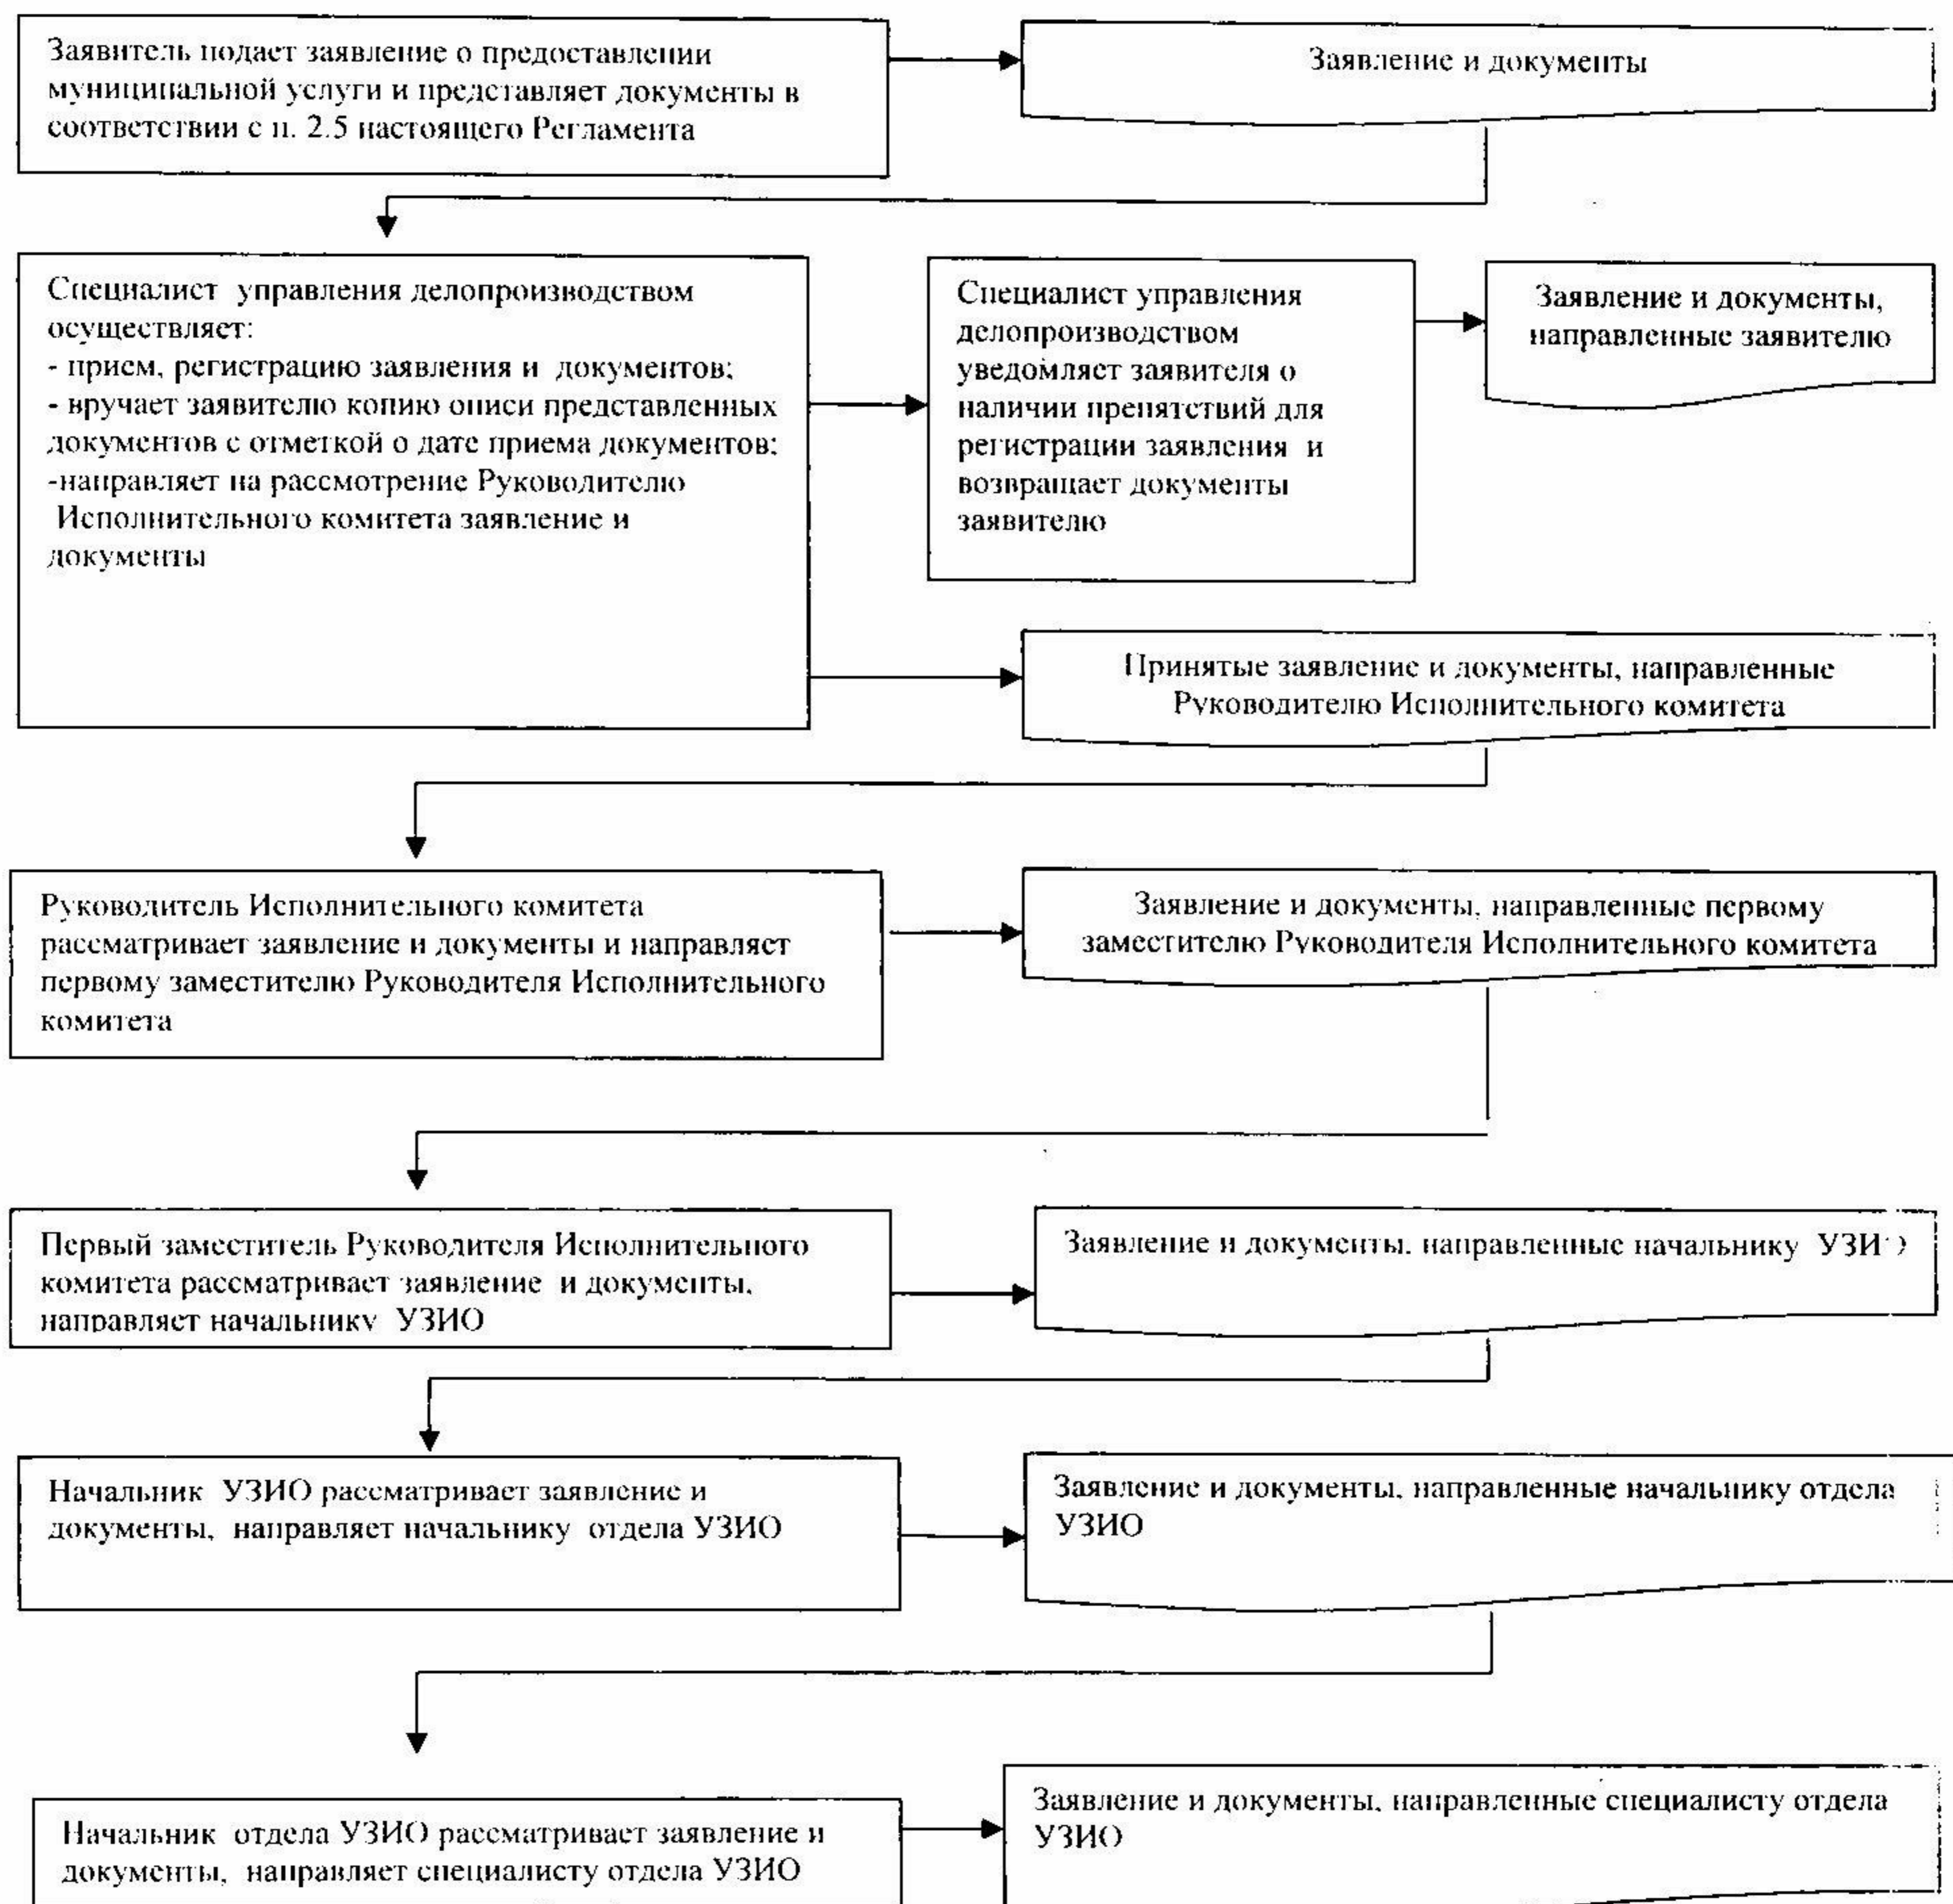 Заявитель подает заявление о предоставлении
муниципальной услуги и представляет документы в
соответствии с п. 2.5 настоящего Регламента
Заявление и документы
Специалист управления делопроизводством
осуществляет:
- прием, регистрацию заявления и документов;
- вручает заявителю копию описи представленных
документов с отметкой о дате приема документов;
-направляет на рассмотрение Руководителю
Исполнительного комитета заявление и
документы
Специалист управления
делопроизводством
уведомляет заявителя о
наличии препятствий для
регистрации заявления и
возвращает документы
заявителю
Заявление и документы,
направленные заявителю
Принятые заявление и документы, направленные
Руководителю Исполнительного комитета
Руководитель Исполнительного комитета
рассматривает заявление и документы и направляет
первому заместителю Руководителя Исполнительного
комитета
Заявление и документы, направленные первому
заместителю Руководителя Исполнительного комитета
Первый заместитель Руководителя Исполнительного
комитета рассматривает заявление и документы,
направляет начальнику УЗИО
Заявление и документы, направленные начальнику УЗИО
Начальник УЗИО рассматривает заявление и
документы, направляет начальнику отдела УЗИО
Заявление и документы, направленные начальнику отдела
УЗИО
Начальник отдела УЗИО рассматривает заявление и
документы, направляет специалисту отдела УЗИО
Заявление и документы, направленные специалисту отдела
УЗИО